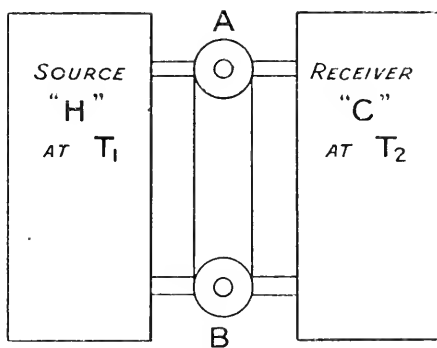 A
SOURCE
"H"
AT T₁
RECEIVER
"C"
AT T₂
B